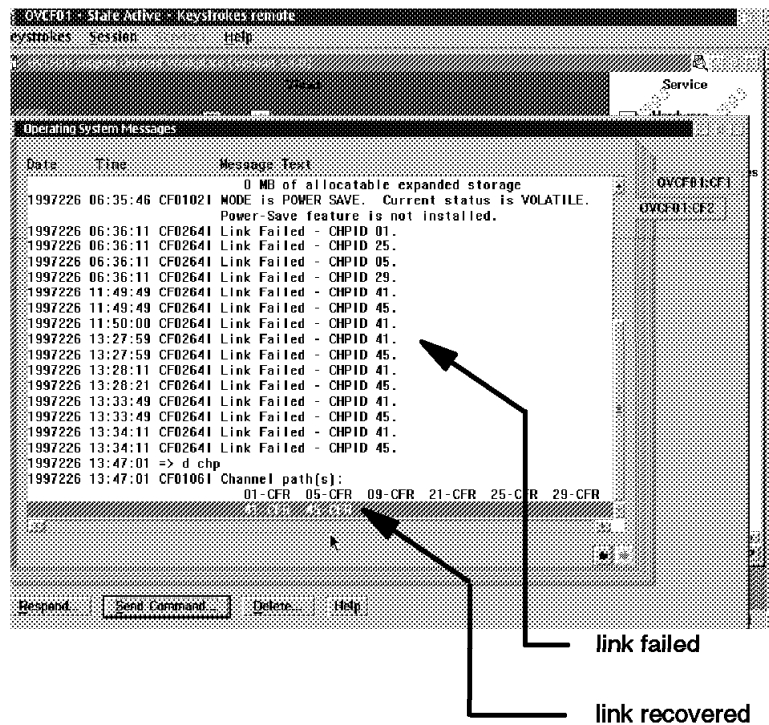 OVCF01 - State Active - Keystrokes remote
eystrokes Session Help
View
Service
Hardware
Operating System Messages
Date Time Message Text
0 MB of allocatable expanded storage
1997226 06:35:46 CF0102I MODE is POWER SAVE. Current status is VOLATILE.
Power-Save feature is not installed.
1997226 06:36:11 CF0264I Link Failed - CHPID 01.
1997226 06:36:11 CF0264I Link Failed - CHPID 25.
1997226 06:36:11 CF0264I Link Failed - CHPID 05.
1997226 06:36:11 CF0264I Link Failed - CHPID 29.
1997226 11:49:49 CF0264I Link Failed - CHPID 41.
1997226 11:49:49 CF0264I Link Failed - CHPID 45.
1997226 11:50:00 CF0264I Link Failed - CHPID 41.
1997226 13:27:59 CF0264I Link Failed - CHPID 41.
1997226 13:27:59 CF0264I Link Failed - CHPID 45.
1997226 13:28:11 CF0264I Link Failed - CHPID 41.
1997226 13:28:21 CF0264I Link Failed - CHPID 45.
1997226 13:33:49 CF0264I Link Failed - CHPID 41.
1997226 13:33:49 CF0264I Link Failed - CHPID 45.
1997226 13:34:11 CF0264I Link Failed - CHPID 41.
1997226 13:34:11 CF0264I Link Failed - CHPID 45.
1997226 13:47:01 => d chp
1997226 13:47:01 CF0106I Channel path(s):
01-CFR 05-CFR 09-CFR 21-CFR 25-CFR 29-CFR
41-CFR 45-CFR
OVCF01:CF1
OVCF01:CF2
Respond... Send Command... Delete... Help
link failed
link recovered